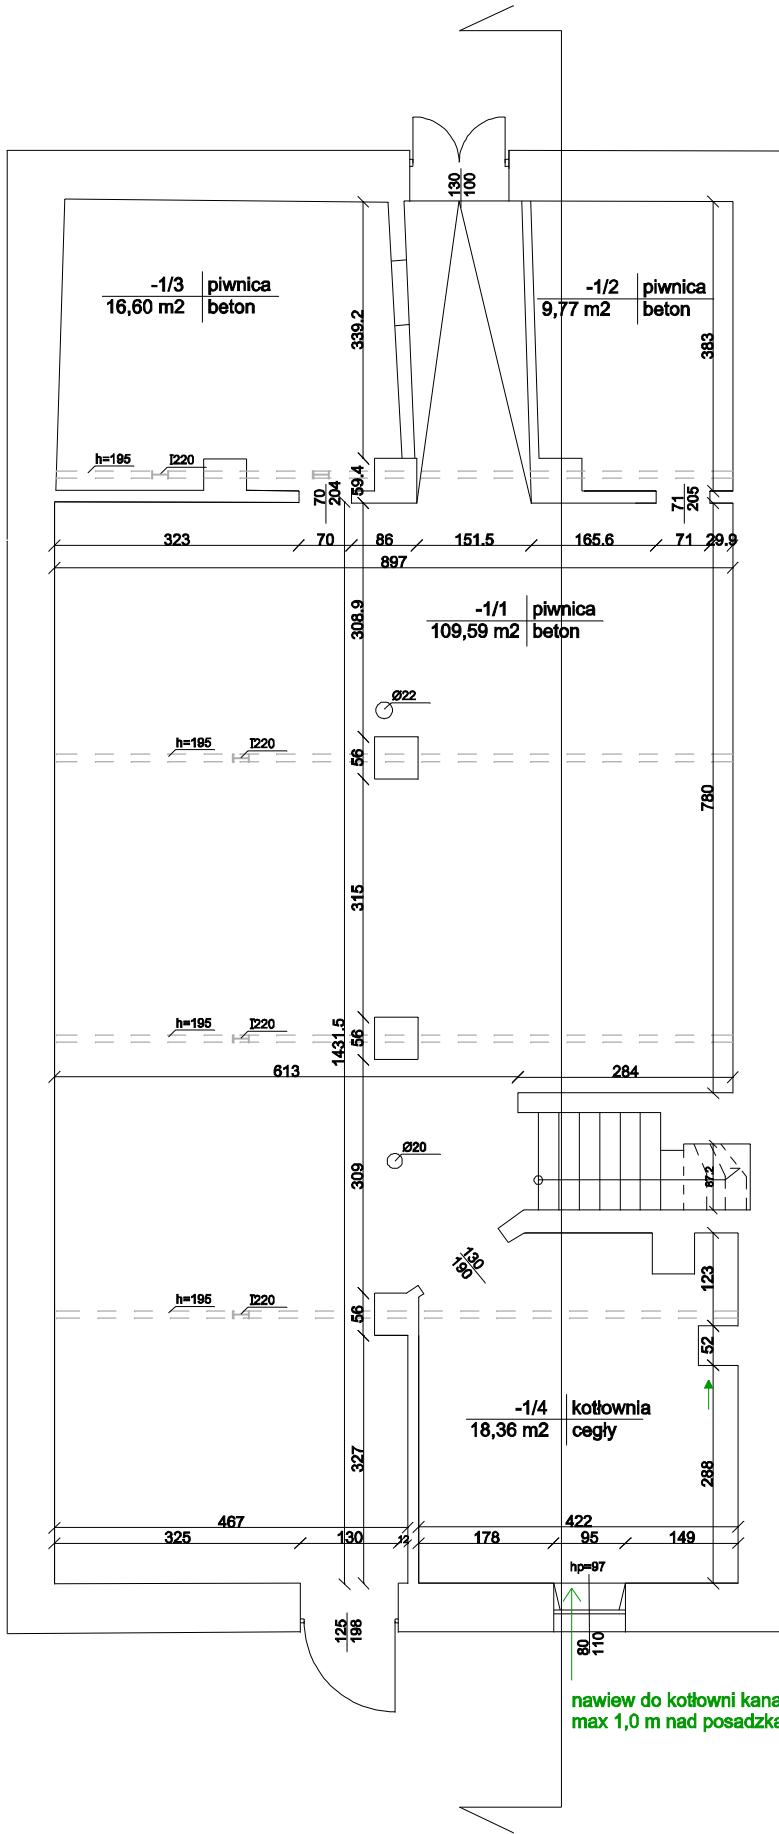 130
100
-1/3 piwnica
16,60 m2 beton
-1/2 piwnica
9,77 m2 beton
339.2
383
h=195
I220
59.4
70
204
71
205
323
70
86
151.5
165.6
71
29.9
897
-1/1 piwnica
109,59 m2 beton
308.9
Ø22
h=195
I220
56
780
315
h=195
I220
56
1431.5
613
284
Ø20
309
87.2
130
190
123
h=195
I220
56
52
-1/4 kotłownia
18,36 m2 cegły
327
288
467
422
325
130
12
178
95
149
hp=97
125
198
80
110
nawiew do kotłowni kana
max 1,0 m nad posadzka